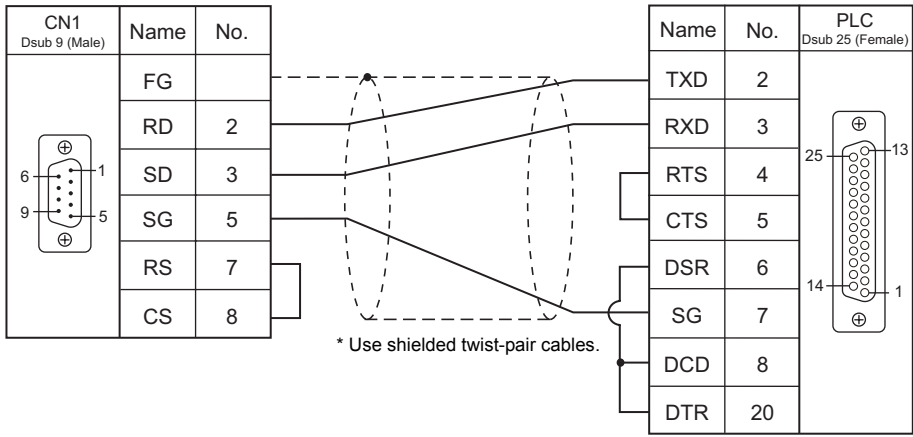 CN1
Dsub 9 (Male)
Name No.
FG
RD 2
SD 3
SG 5
RS 7
CS 8
6 1
9 5
* Use shielded twist-pair cables.
Name No.
PLC
Dsub 25 (Female)
TXD 2
RXD 3
RTS 4
CTS 5
DSR 6
SG 7
DCD 8
DTR 20
25 13
14 1